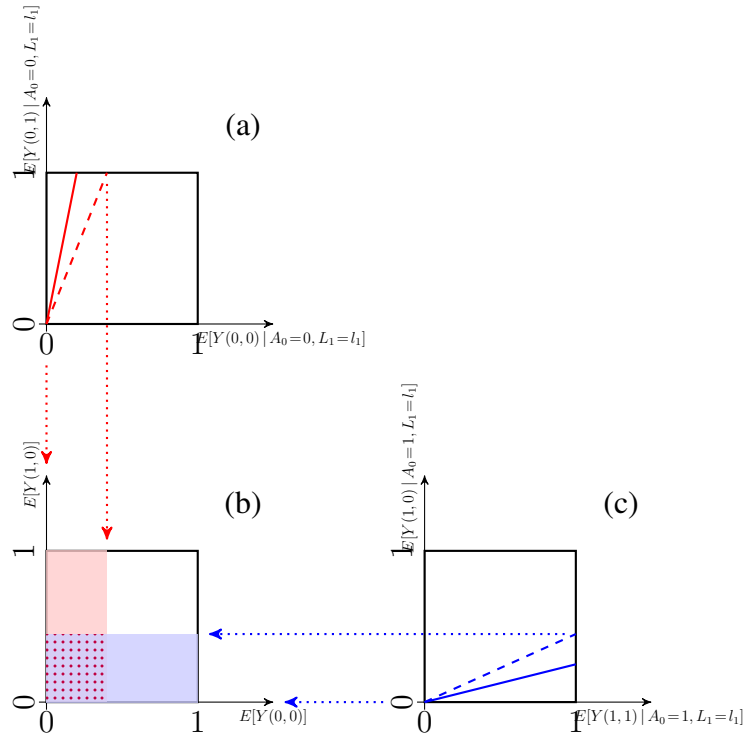 E[Y(0, 1) | A₀=0, L₁=l₁]
(a)
1
0
0
1
E[Y(0, 0) | A₀=0, L₁=l₁]
E[Y(1, 0)]
(b)
1
0
0
1
E[Y(0, 0)]
E[Y(1, 0) | A₀=1, L₁=l₁]
(c)
1
0
0
1
E[Y(1, 1) | A₀=1, L₁=l₁]